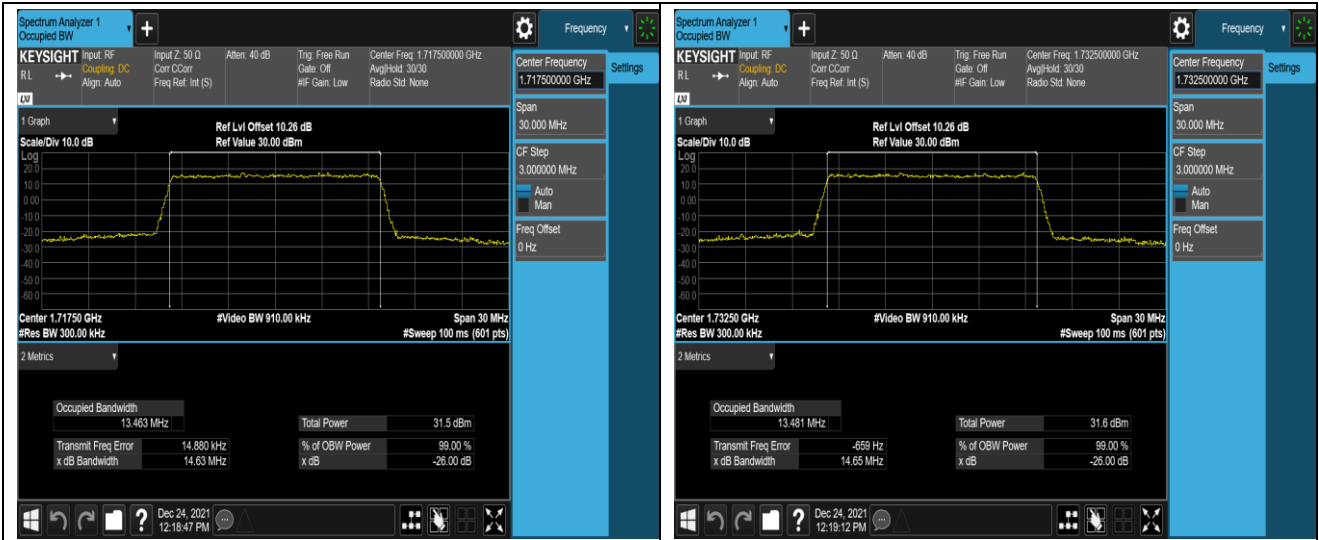 Spectrum Analyzer 1
Occupied BW
+
Frequency
KEYSIGHT Input: RF Input Z: 50 Ω Atten: 40 dB Trig: Free Run Center Freq: 1.717500000 GHz
RL Coupling: DC Corr CCorr Gate: Off Avg|Hold: 30/30
Align: Auto Freq Ref: Int (S) #IF Gain: Low Radio Std: None
LXI
Center Frequency
1.717500000 GHz
Settings
Span
30.000 MHz
CF Step
3.000000 MHz
Auto
Man
Freq Offset
0 Hz
1 Graph
Ref Lvl Offset 10.26 dB
Scale/Div 10.0 dB Ref Value 30.00 dBm
Log
20.0
10.0
0.00
-10.0
-20.0
-30.0
-40.0
-50.0
-60.0
Center 1.71750 GHz #Video BW 910.00 kHz Span 30 MHz
#Res BW 300.00 kHz #Sweep 100 ms (601 pts)
2 Metrics
Occupied Bandwidth
13.463 MHz Total Power 31.5 dBm
Transmit Freq Error 14.880 kHz % of OBW Power 99.00 %
x dB Bandwidth 14.63 MHz x dB -26.00 dB
?
Dec 24, 2021
12:18:47 PM
Spectrum Analyzer 1
Occupied BW
+
Frequency
KEYSIGHT Input: RF Input Z: 50 Ω Atten: 40 dB Trig: Free Run Center Freq: 1.732500000 GHz
RL Coupling: DC Corr CCorr Gate: Off Avg|Hold: 30/30
Align: Auto Freq Ref: Int (S) #IF Gain: Low Radio Std: None
LXI
Center Frequency
1.732500000 GHz
Settings
Span
30.000 MHz
CF Step
3.000000 MHz
Auto
Man
Freq Offset
0 Hz
1 Graph
Ref Lvl Offset 10.26 dB
Scale/Div 10.0 dB Ref Value 30.00 dBm
Log
20.0
10.0
0.00
-10.0
-20.0
-30.0
-40.0
-50.0
-60.0
Center 1.73250 GHz #Video BW 910.00 kHz Span 30 MHz
#Res BW 300.00 kHz #Sweep 100 ms (601 pts)
2 Metrics
Occupied Bandwidth
13.481 MHz Total Power 31.6 dBm
Transmit Freq Error -659 Hz % of OBW Power 99.00 %
x dB Bandwidth 14.65 MHz x dB -26.00 dB
?
Dec 24, 2021
12:19:12 PM